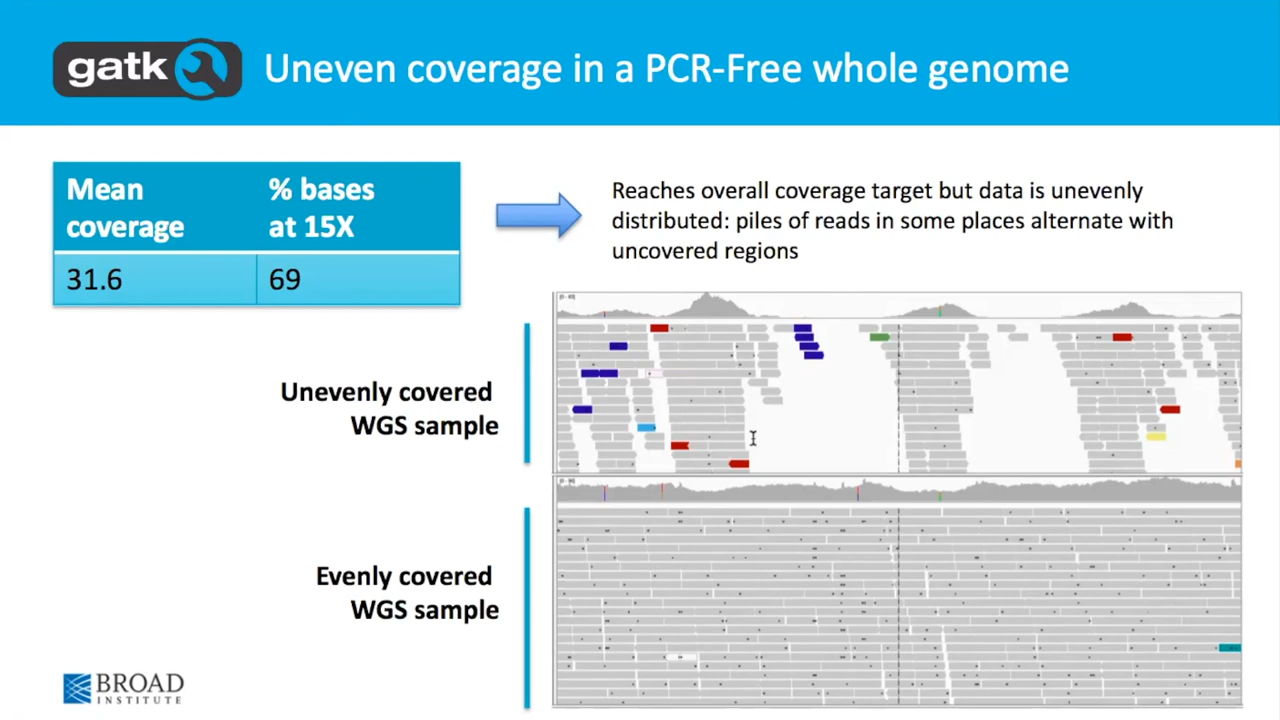 gatk
Uneven coverage in a PCR-Free whole genome
Mean
coverage
% bases
at 15X
31.6
69
Reaches overall coverage target but data is unevenly
distributed: piles of reads in some places alternate with
uncovered regions
Unevenly covered
WGS sample
Evenly covered
WGS sample
BROAD
INSTITUTE